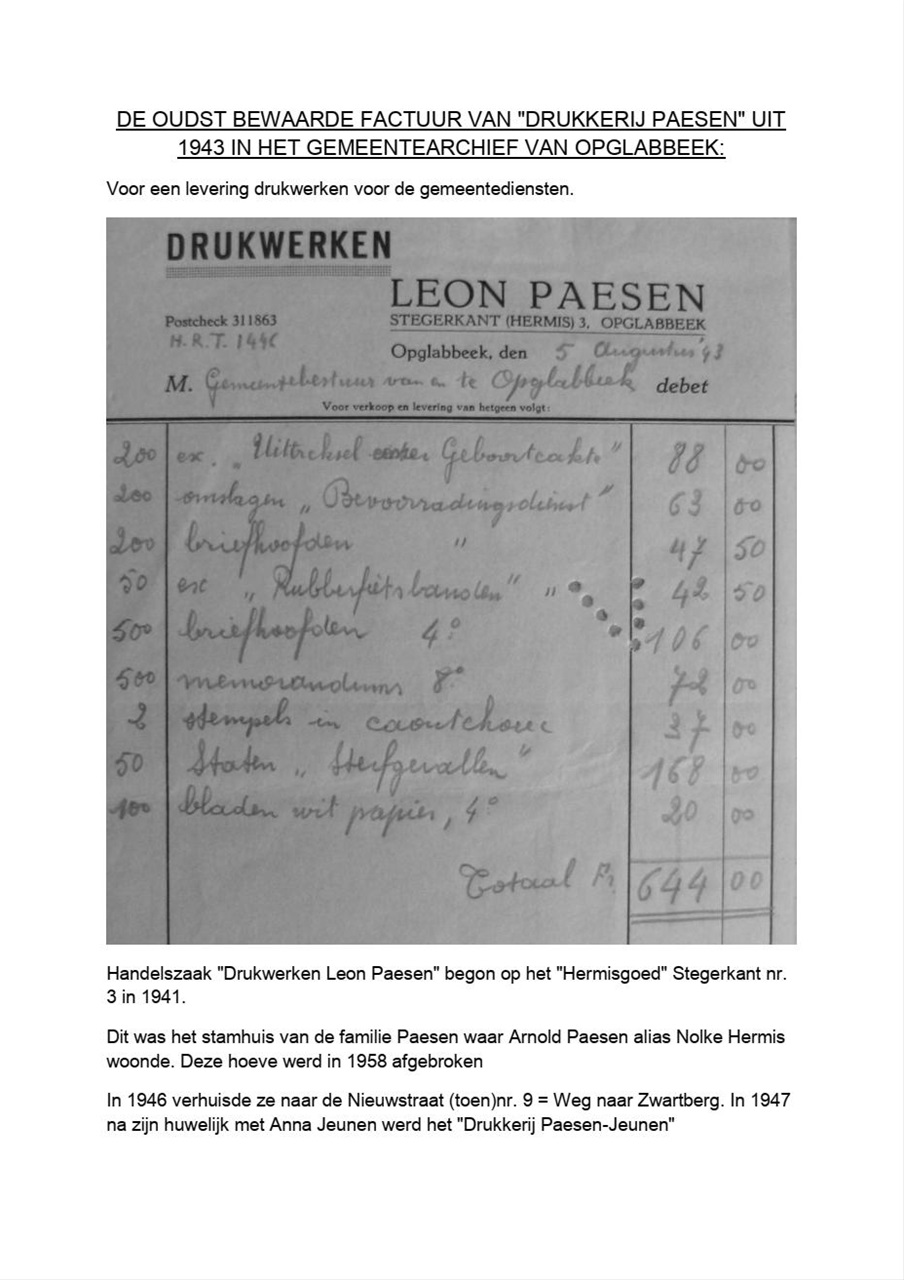 DE OUDST BEWAARDE FACTUUR VAN "DRUKKERIJ PAESEN" UIT
1943 IN HET GEMEENTEARCHIEF VAN OPGLABBEEK:
Voor een levering drukwerken voor de gemeentediensten.
DRUKWERKEN
LEON PAESEN
STEGERKANT (HERMIS) 3, OPGLABBEEK
Postcheck 311863
H.R.T.
Opglabbeek, den 5 Augustus '43
M. Gemeentebestuur van en te Opglabbeek debet
Voor verkoop en levering van hetgeen volgt:
200 ex. „Uittreksel Geboorteakte" 88 00
200 omslagen „Bevoorradingsdienst" 63 00
200 briefhoofden " 47 50
50 ex „Rubberfietsbanden" " 42 50
500 briefhoofden 4° 106 00
500 memorandums 8° 72 00
2 stempels in caoutchouc 37 00
50 Staten „Sterfgevallen" 168 00
100 bladen wit papier, 4° 20 00
Totaal Fr 644 00
Handelszaak "Drukwerken Leon Paesen" begon op het "Hermisgoed" Stegerkant nr.
3 in 1941.
Dit was het stamhuis van de familie Paesen waar Arnold Paesen alias Nolke Hermis
woonde. Deze hoeve werd in 1958 afgebroken
In 1946 verhuisde ze naar de Nieuwstraat (toen)nr. 9 = Weg naar Zwartberg. In 1947
na zijn huwelijk met Anna Jeunen werd het "Drukkerij Paesen-Jeunen"